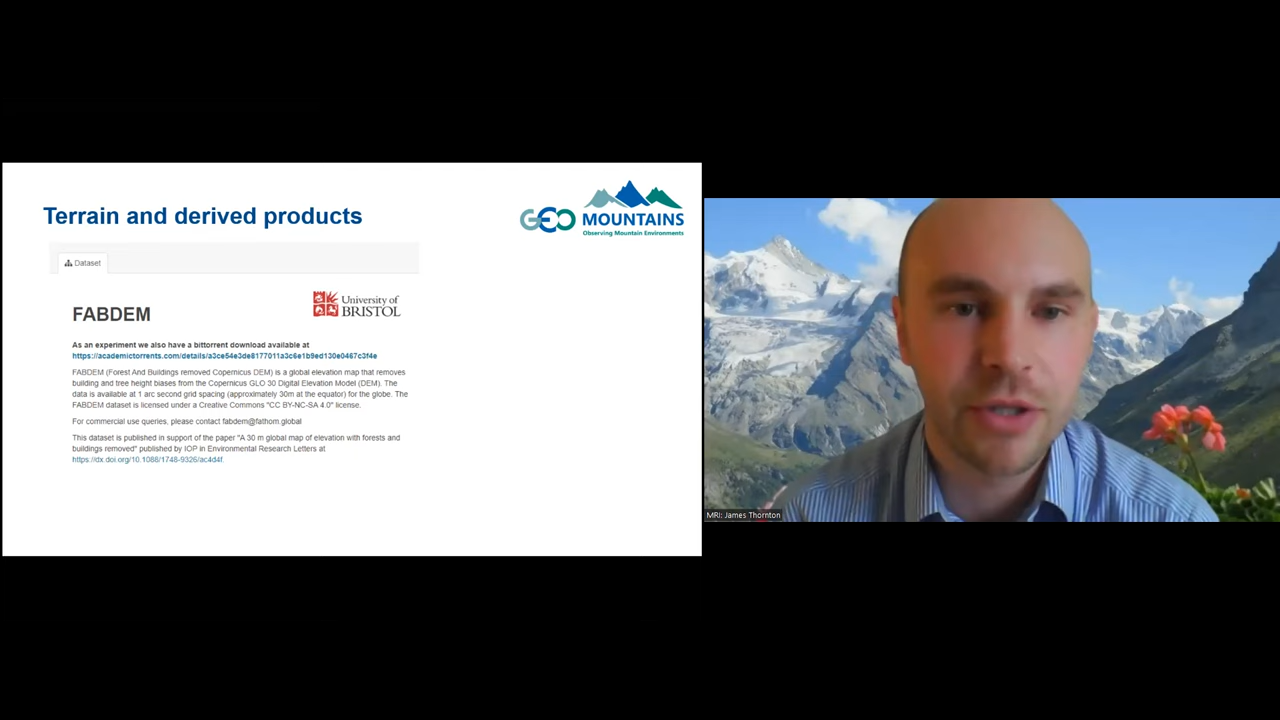 Terrain and derived products
GEO MOUNTAINS
Observing Mountain Environments
Dataset
FABDEM
University of
BRISTOL
As an experiment we also have a bittorrent download available at
https://academictorrents.com/details/a3ce54e3de8177011a3c6e1b9ed130e0467c3f4e
FABDEM (Forest And Buildings removed Copernicus DEM) is a global elevation map that removes
building and tree height biases from the Copernicus GLO 30 Digital Elevation Model (DEM). The
data is available at 1 arc second grid spacing (approximately 30m at the equator) for the globe. The
FABDEM dataset is licensed under a Creative Commons "CC BY-NC-SA 4.0" license.
For commercial use queries, please contact fabdem@fathom.global
This dataset is published in support of the paper "A 30 m global map of elevation with forests and
buildings removed" published by IOP in Environmental Research Letters at
https://dx.doi.org/10.1088/1748-9326/ac4d4f.
MRI: James Thornton